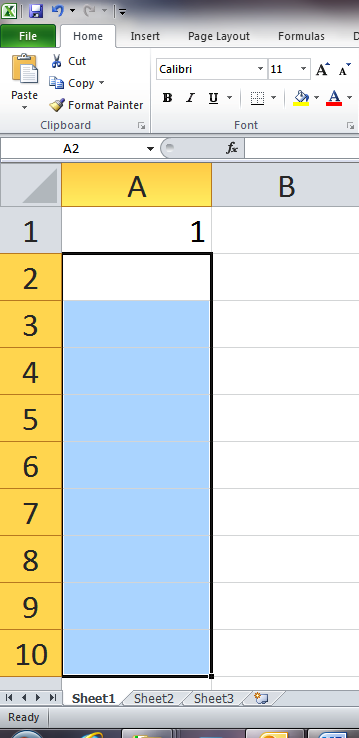 File Home Insert Page Layout Formulas D
Cut
Copy
Format Painter
Paste
Clipboard
Calibri 11 A A
B I U A
Font
A2 fx
A B
1 1
2
3
4
5
6
7
8
9
10
Sheet1 Sheet2 Sheet3
Ready